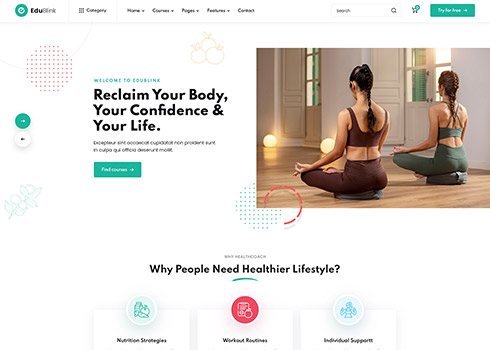 EduBlink
Category
Home
Courses
Pages
Features
Contact
Search
0
Try for free →
WELCOME TO EDUBLINK
Reclaim Your Body,
Your Confidence &
Your Life.
Excepteur sint occaecat cupidatat non proident sunt
in culpa qui officia deserunt mollit.
Find courses →
WHY HEALTHCOACH
Why People Need Healthier Lifestyle?
Nutrition Strategies
Workout Routines
Individual Supportt